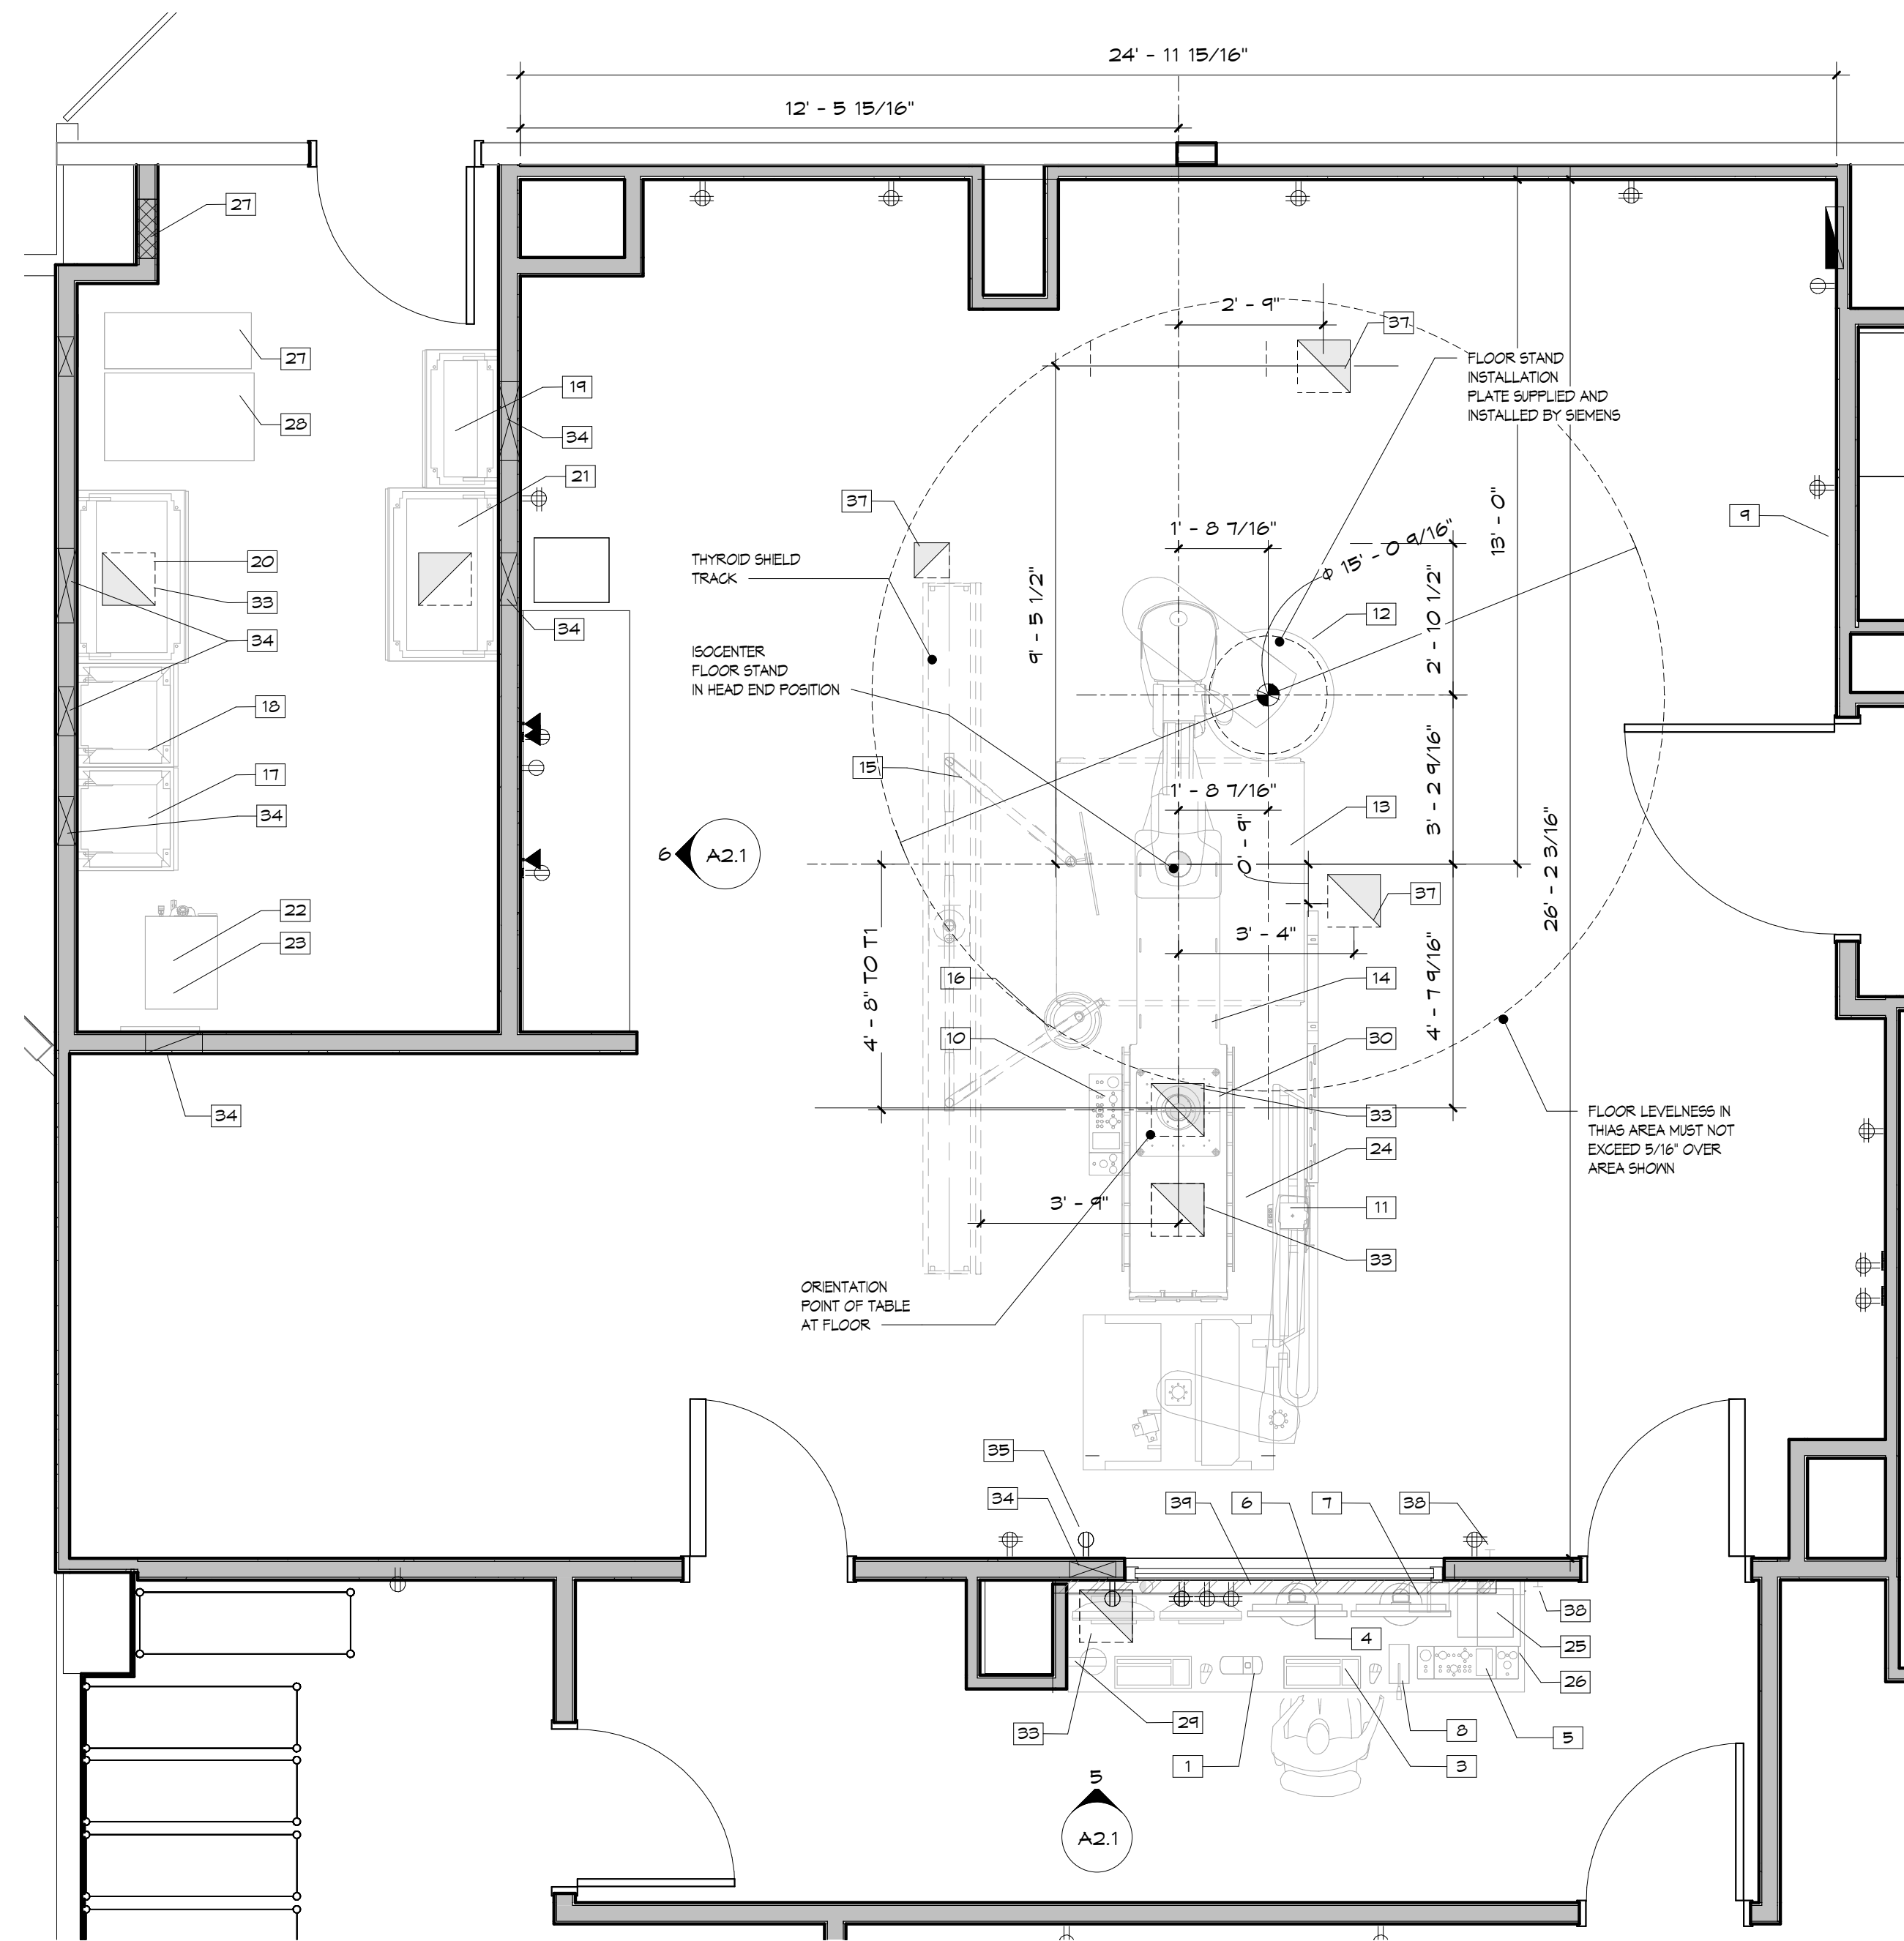 24' - 11 15/16"
12' - 5 15/16"
27
2' - 9"
37
27
FLOOR STAND
INSTALLATION
PLATE SUPPLIED AND
INSTALLED BY SIEMENS
19
28
34
21
37
9
13' - 0"
1' - 8 7/16"
ϕ 15' - 0 9/16"
THYROID SHIELD
TRACK
20
33
9' - 5 1/2"
2' - 10 1/2"
12
34
34
ISOCENTER
FLOOR STAND
IN HEAD END POSITION
18
15
17
1' - 8 7/16"
13
3' - 2 9/16"
34
0' - 9"
26' - 2 3/16"
6
A2.1
37
22
3' - 4"
23
4' - 8" TO T1
16
14
4' - 7 9/16"
10
30
34
33
FLOOR LEVELNESS IN
THIAS AREA MUST NOT
EXCEED 5/16" OVER
AREA SHOWN
24
3' - 9"
11
33
ORIENTATION
POINT OF TABLE
AT FLOOR
35
34
39
6
7
38
38
4
25
26
29
33
8
5
1
3
5
A2.1